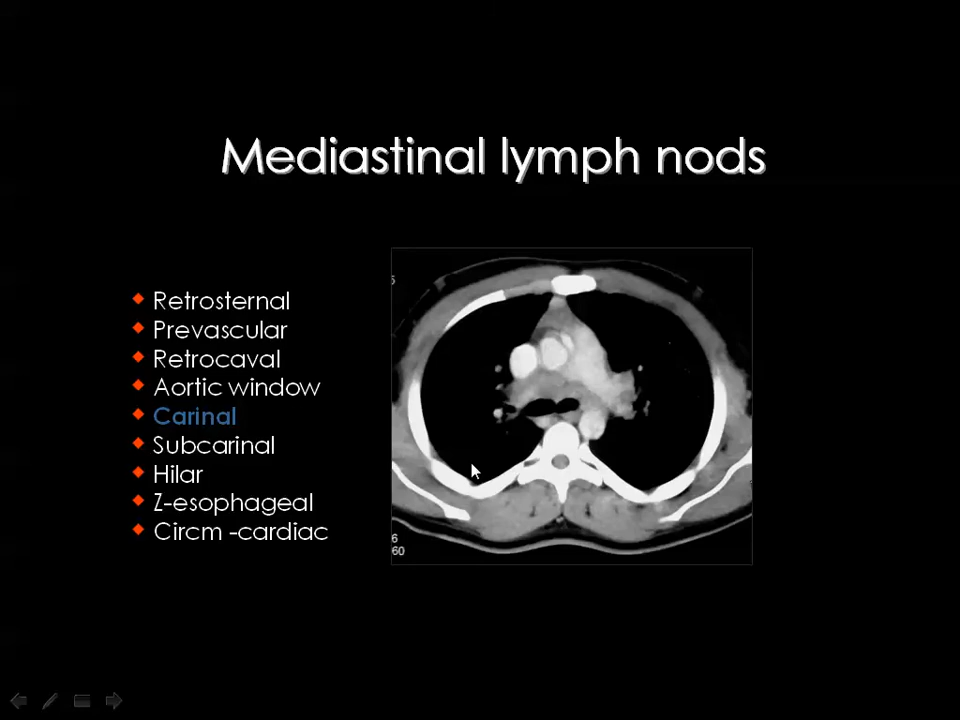 Mediastinal lymph nods
Retrosternal
Prevascular
Retrocaval
Aortic window
Carinal
Subcarinal
Hilar
Z-esophageal
Circm -cardiac
6
60